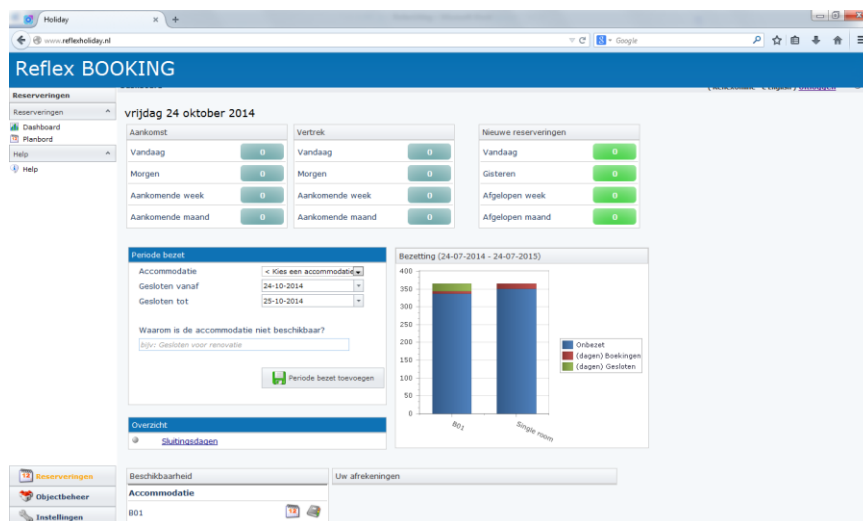 Holiday
www.reflexholiday.nl
Google
Reflex BOOKING
Reserveringen
Reserveringen
Dashboard
Planbord
Help
Help
vrijdag 24 oktober 2014
Aankomst
Vandaag 0
Morgen 0
Aankomende week 0
Aankomende maand 0
Vertrek
Vandaag 0
Morgen 0
Aankomende week 0
Aankomende maand 0
Nieuwe reserveringen
Vandaag 0
Gisteren 0
Afgelopen week 0
Afgelopen maand 0
Periode bezet
Accommodatie < Kies een accommodatie
Gesloten vanaf 24-10-2014
Gesloten tot 25-10-2014
Waarom is de accommodatie niet beschikbaar?
bijv: Gesloten voor renovatie
Periode bezet toevoegen
Bezetting (24-07-2014 - 24-07-2015)
400
350
300
250
200
150
100
50
0
B01
Single room
Onbezet
(dagen) Boekingen
(dagen) Gesloten
Overzicht
Sluitingsdagen
Reserveringen
Objectbeheer
Instellingen
Beschikbaarheid
Accommodatie
B01
Uw afrekeningen